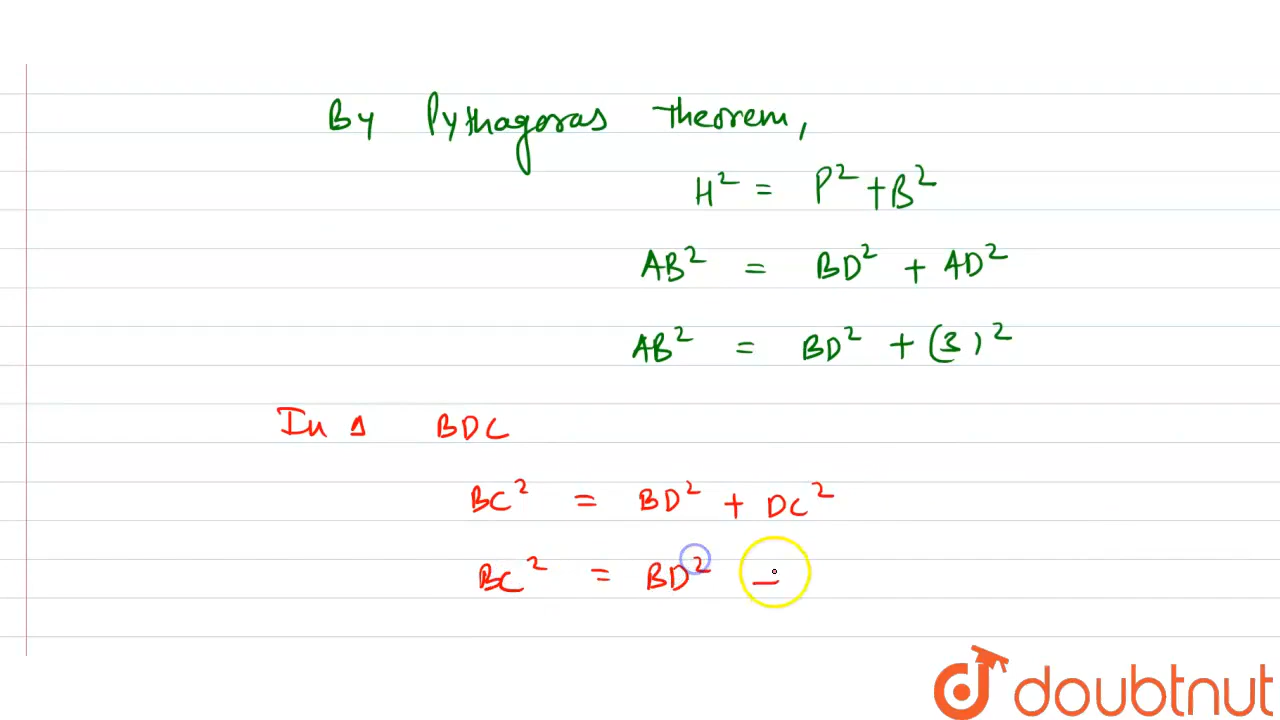 By Pythagoras theorem,
H² = P² + B²
AB² = BD² + AD²
AB² = BD² + (3)²
In Δ BDC
BC² = BD² + DC²
BC² = BD² –
doubtnut